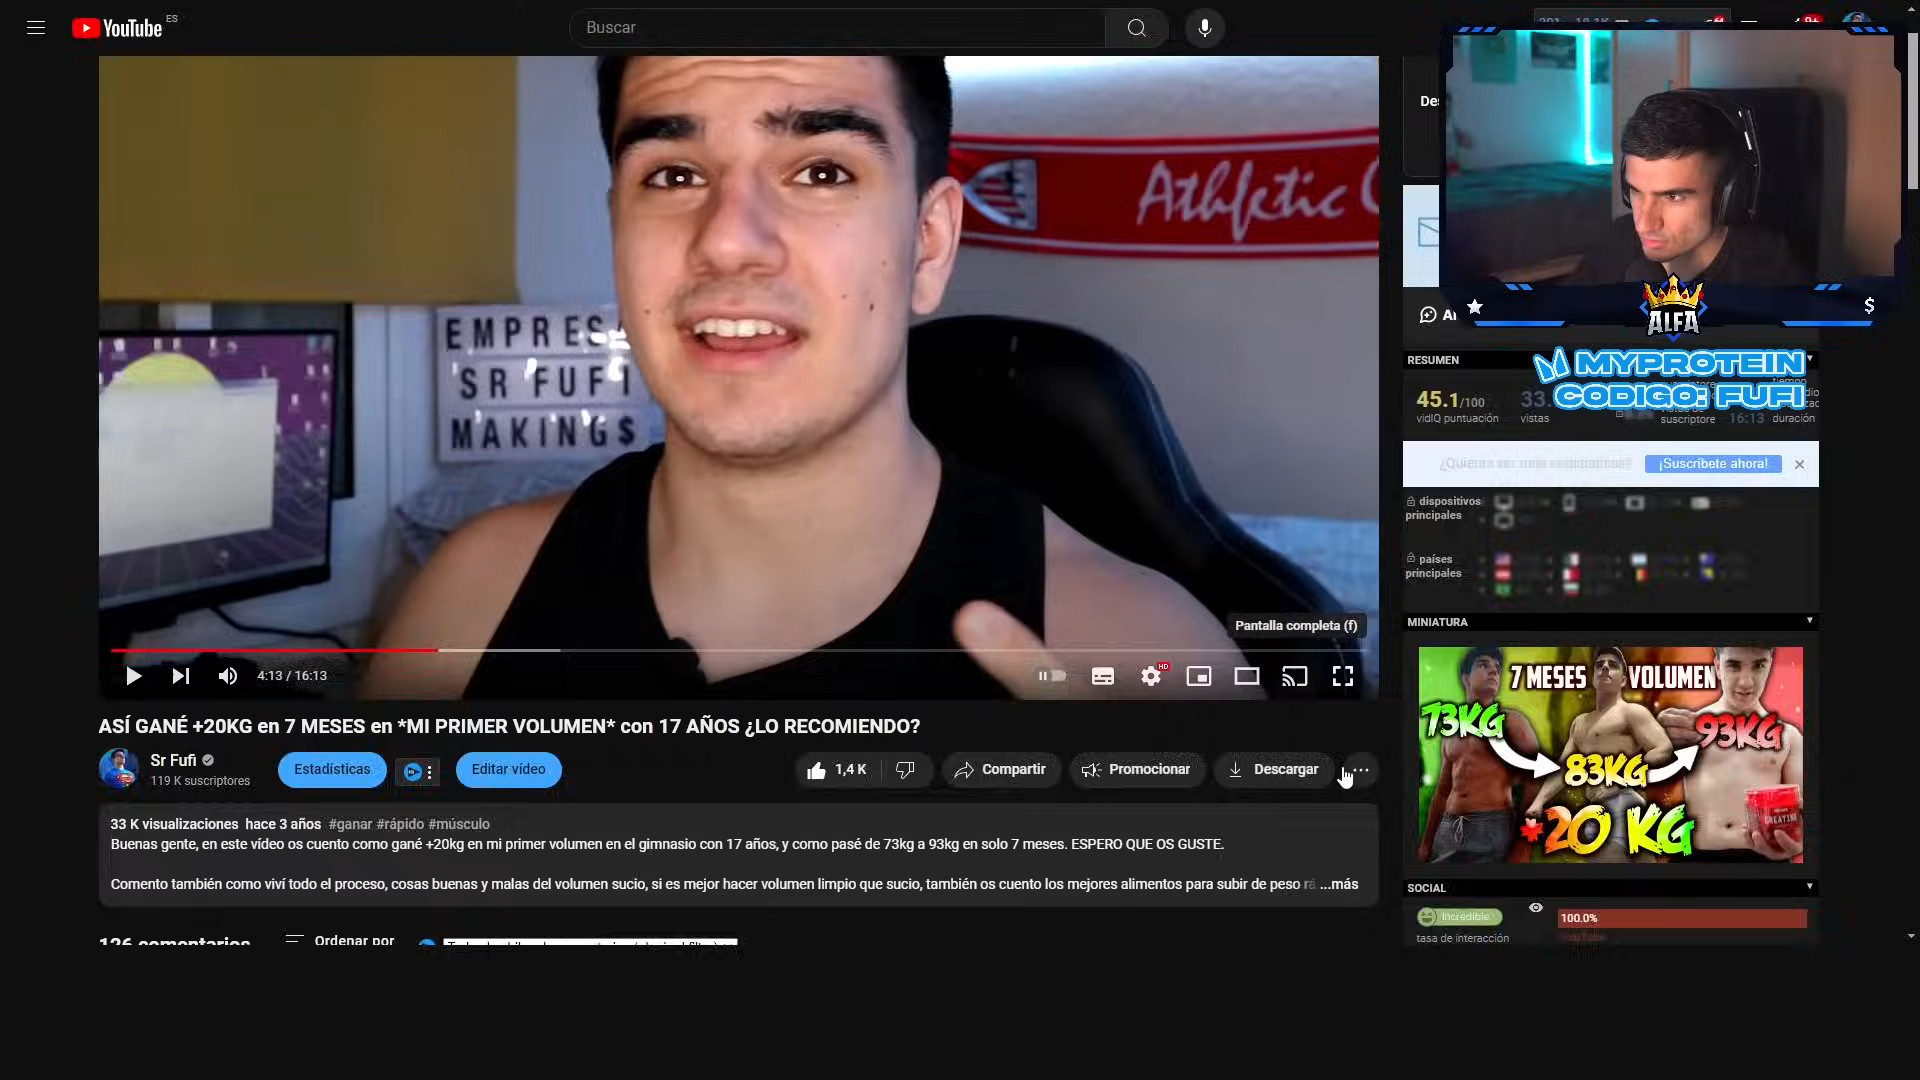 YouTube ES
Buscar
9+
Athletic C
EMPRES
SR FUFI
MAKINGS
Pantalla completa (f)
4:13 / 16:13
HD
ASÍ GANÉ +20KG en 7 MESES en *MI PRIMER VOLUMEN* con 17 AÑOS ¿LO RECOMIENDO?
Sr Fufi
119 K suscriptores
Estadísticas
Editar vídeo
1,4 K
Compartir
Promocionar
Descargar
33 K visualizaciones hace 3 años #ganar #rápido #músculo
Buenas gente, en este vídeo os cuento como gané +20kg en mi primer volumen en el gimnasio con 17 años, y como pasé de 73kg a 93kg en solo 7 meses. ESPERO QUE OS GUSTE.
Comento también como viví todo el proceso, cosas buenas y malas del volumen sucio, si es mejor hacer volumen limpio que sucio, también os cuento los mejores alimentos para subir de peso rá ...más
126 comentarios
Ordenar por
ALFA
$
MYPROTEIN
CODIGO: FUFI
RESUMEN
45.1/100
vidIQ puntuación
33.
vistas
suscriptore
16:13
duración
¡Suscríbete ahora!
dispositivos
principales
países
principales
MINIATURA
7 MESES VOLUMEN
73KG
83KG
93KG
+20 KG
CREATINE
SOCIAL
Incredible
tasa de interacción
100.0%